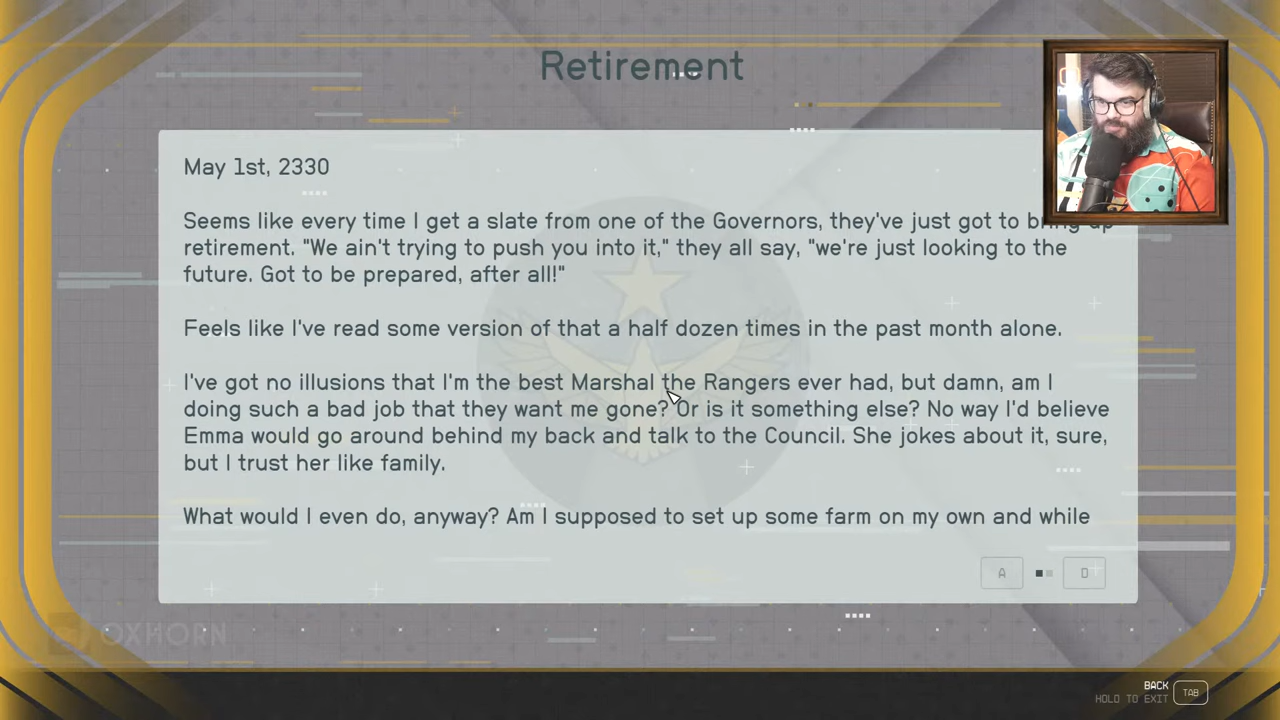 Retirement
May 1st, 2330
Seems like every time I get a slate from one of the Governors, they've just got to bring up
retirement. "We ain't trying to push you into it," they all say, "we're just looking to the
future. Got to be prepared, after all!"
Feels like I've read some version of that a half dozen times in the past month alone.
I've got no illusions that I'm the best Marshal the Rangers ever had, but damn, am I
doing such a bad job that they want me gone? Or is it something else? No way I'd believe
Emma would go around behind my back and talk to the Council. She jokes about it, sure,
but I trust her like family.
What would I even do, anyway? Am I supposed to set up some farm on my own and while
A D
OXHORN
BACK
HOLD TO EXIT TAB